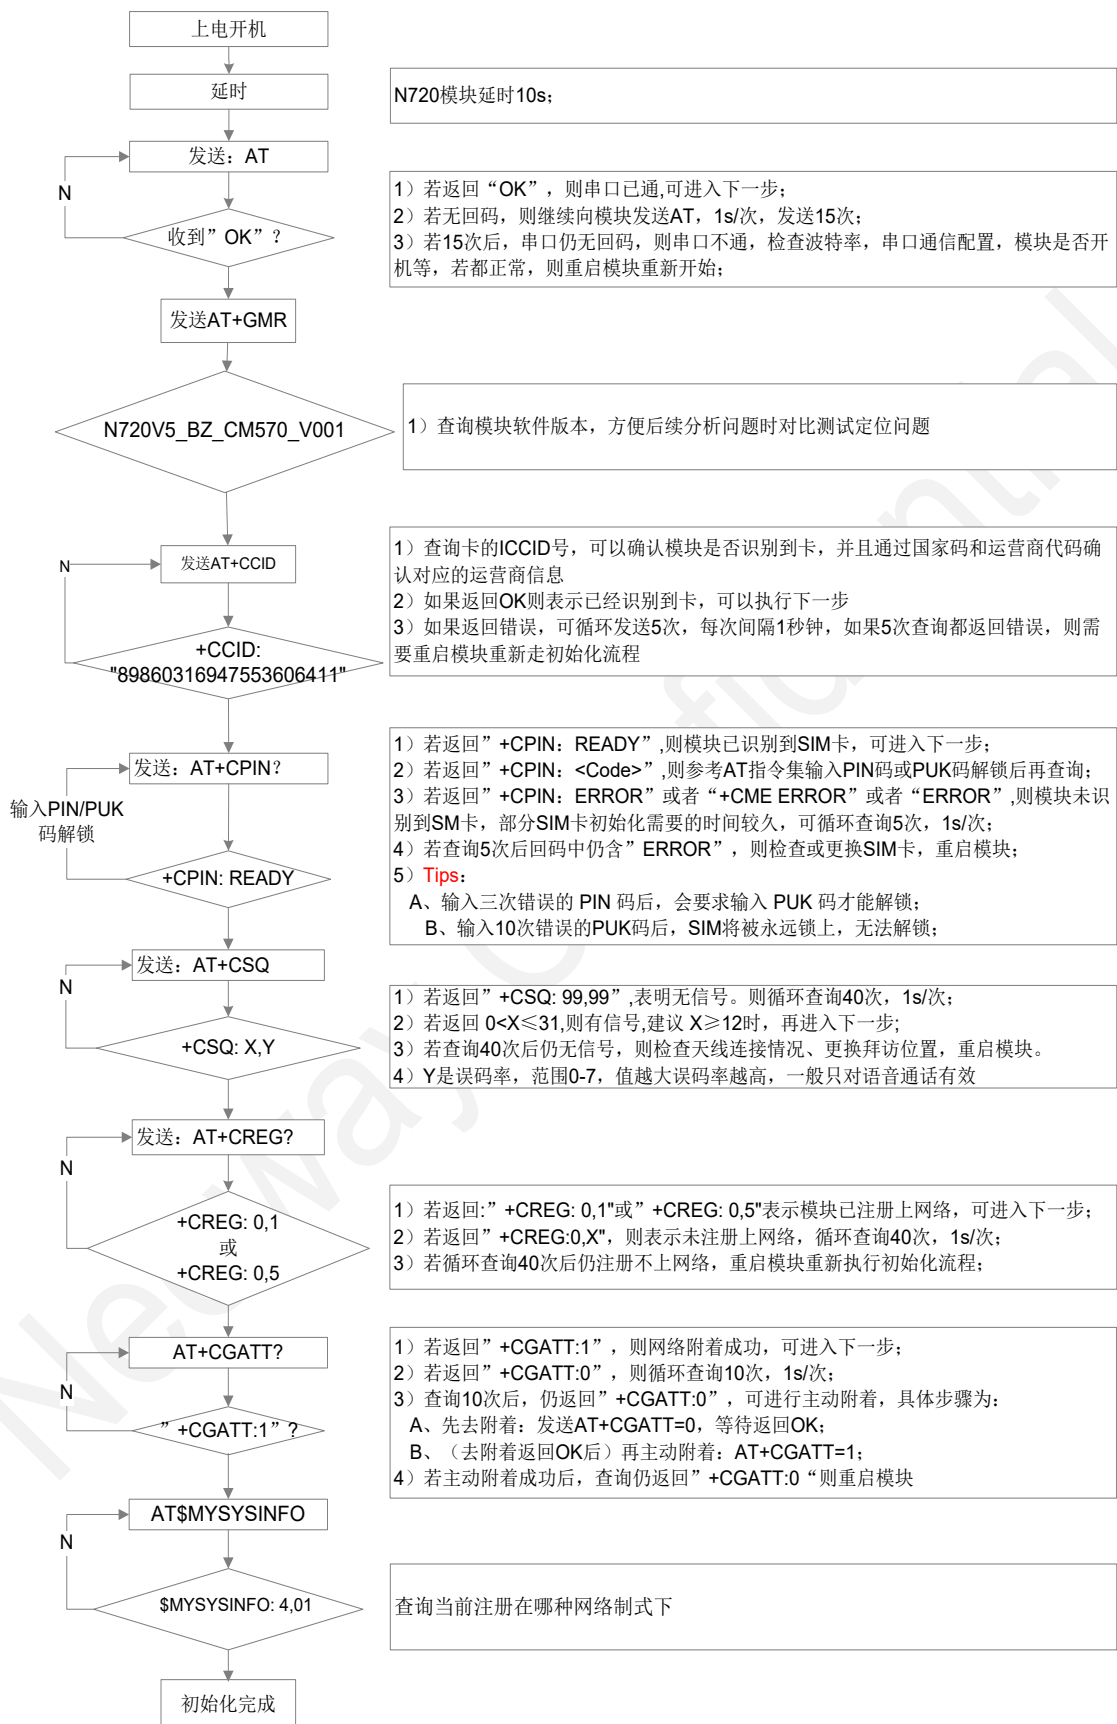 上电开机
延时
N720模块延时10s；
发送：AT
N
收到”OK”？
1）若返回“OK”，则串口已通,可进入下一步；
2）若无回码，则继续向模块发送AT，1s/次，发送15次；
3）若15次后，串口仍无回码，则串口不通，检查波特率，串口通信配置，模块是否开
机等，若都正常，则重启模块重新开始；
发送AT+GMR
N720V5_BZ_CM570_V001
1）查询模块软件版本，方便后续分析问题时对比测试定位问题
N
发送AT+CCID
+CCID:
"89860316947553606411"
1）查询卡的ICCID号，可以确认模块是否识别到卡，并且通过国家码和运营商代码确
认对应的运营商信息
2）如果返回OK则表示已经识别到卡，可以执行下一步
3）如果返回错误，可循环发送5次，每次间隔1秒钟，如果5次查询都返回错误，则需
要重启模块重新走初始化流程
发送：AT+CPIN？
输入PIN/PUK
码解锁
+CPIN: READY
1）若返回”+CPIN：READY”,则模块已识别到SIM卡，可进入下一步；
2）若返回”+CPIN：<Code>”,则参考AT指令集输入PIN码或PUK码解锁后再查询；
3）若返回”+CPIN：ERROR”或者“+CME ERROR”或者“ERROR”,则模块未识
别到SM卡，部分SIM卡初始化需要的时间较久，可循环查询5次，1s/次；
4）若查询5次后回码中仍含”ERROR”，则检查或更换SIM卡，重启模块；
5）Tips：
A、输入三次错误的 PIN 码后，会要求输入 PUK 码才能解锁；
B、输入10次错误的PUK码后，SIM将被永远锁上，无法解锁；
发送：AT+CSQ
N
+CSQ: X,Y
1）若返回”+CSQ: 99,99”,表明无信号。则循环查询40次，1s/次；
2）若返回 0<X≤31,则有信号,建议 X≥12时，再进入下一步;
3）若查询40次后仍无信号，则检查天线连接情况、更换拜访位置，重启模块。
4）Y是误码率，范围0-7，值越大误码率越高，一般只对语音通话有效
发送：AT+CREG?
N
+CREG: 0,1
或
+CREG: 0,5
1）若返回:”+CREG: 0,1"或”+CREG: 0,5"表示模块已注册上网络，可进入下一步；
2）若返回”+CREG:0,X"，则表示未注册上网络，循环查询40次，1s/次；
3）若循环查询40次后仍注册不上网络，重启模块重新执行初始化流程；
AT+CGATT?
N
”+CGATT:1”?
1）若返回”+CGATT:1”，则网络附着成功，可进入下一步；
2）若返回”+CGATT:0”，则循环查询10次，1s/次；
3）查询10次后，仍返回”+CGATT:0”，可进行主动附着，具体步骤为：
A、先去附着：发送AT+CGATT=0，等待返回OK；
B、（去附着返回OK后）再主动附着：AT+CGATT=1；
4）若主动附着成功后，查询仍返回”+CGATT:0“则重启模块
AT$MYSYSINFO
N
$MYSYSINFO: 4,01
查询当前注册在哪种网络制式下
初始化完成
Neoway Confidential